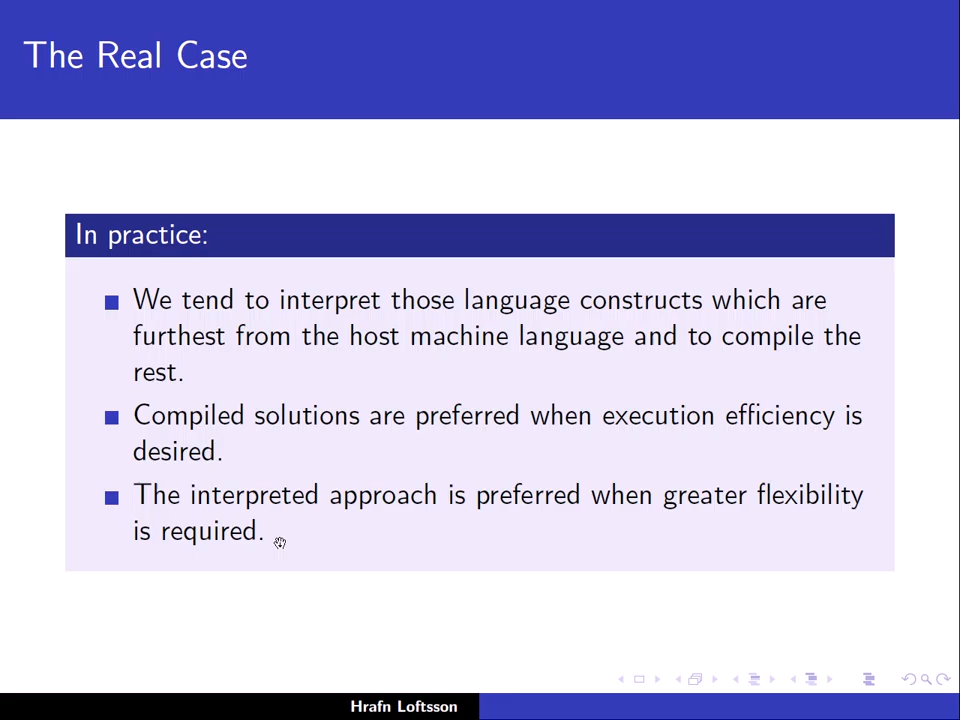 The Real Case
In practice:
We tend to interpret those language constructs which are
furthest from the host machine language and to compile the
rest.
Compiled solutions are preferred when execution efficiency is
desired.
The interpreted approach is preferred when greater flexibility
is required.
Hrafn Loftsson